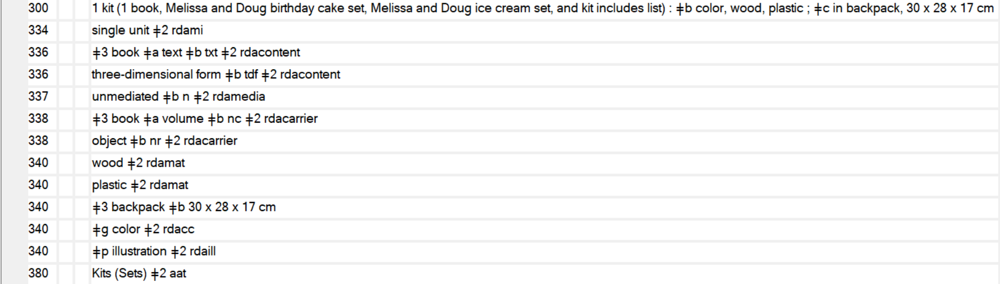 300 1 kit (1 book, Melissa and Doug birthday cake set, Melissa and Doug ice cream set, and kit includes list) : ǂb color, wood, plastic ; ǂc in backpack, 30 x 28 x 17 cm
334 single unit ǂ2 rdami
336 ǂ3 book ǂa text ǂb txt ǂ2 rdacontent
336 three-dimensional form ǂb tdf ǂ2 rdacontent
337 unmediated ǂb n ǂ2 rdamedia
338 ǂ3 book ǂa volume ǂb nc ǂ2 rdacarrier
338 object ǂb nr ǂ2 rdacarrier
340 wood ǂ2 rdamat
340 plastic ǂ2 rdamat
340 ǂ3 backpack ǂb 30 x 28 x 17 cm
340 ǂg color ǂ2 rdacc
340 ǂp illustration ǂ2 rdaill
380 Kits (Sets) ǂ2 aat